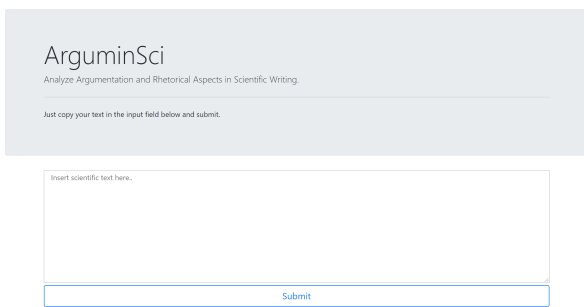 ArguminSci
Analyze Argumentation and Rhetorical Aspects in Scientific Writing.
Just copy your text in the input field below and submit.
Insert scientific text here..
Submit